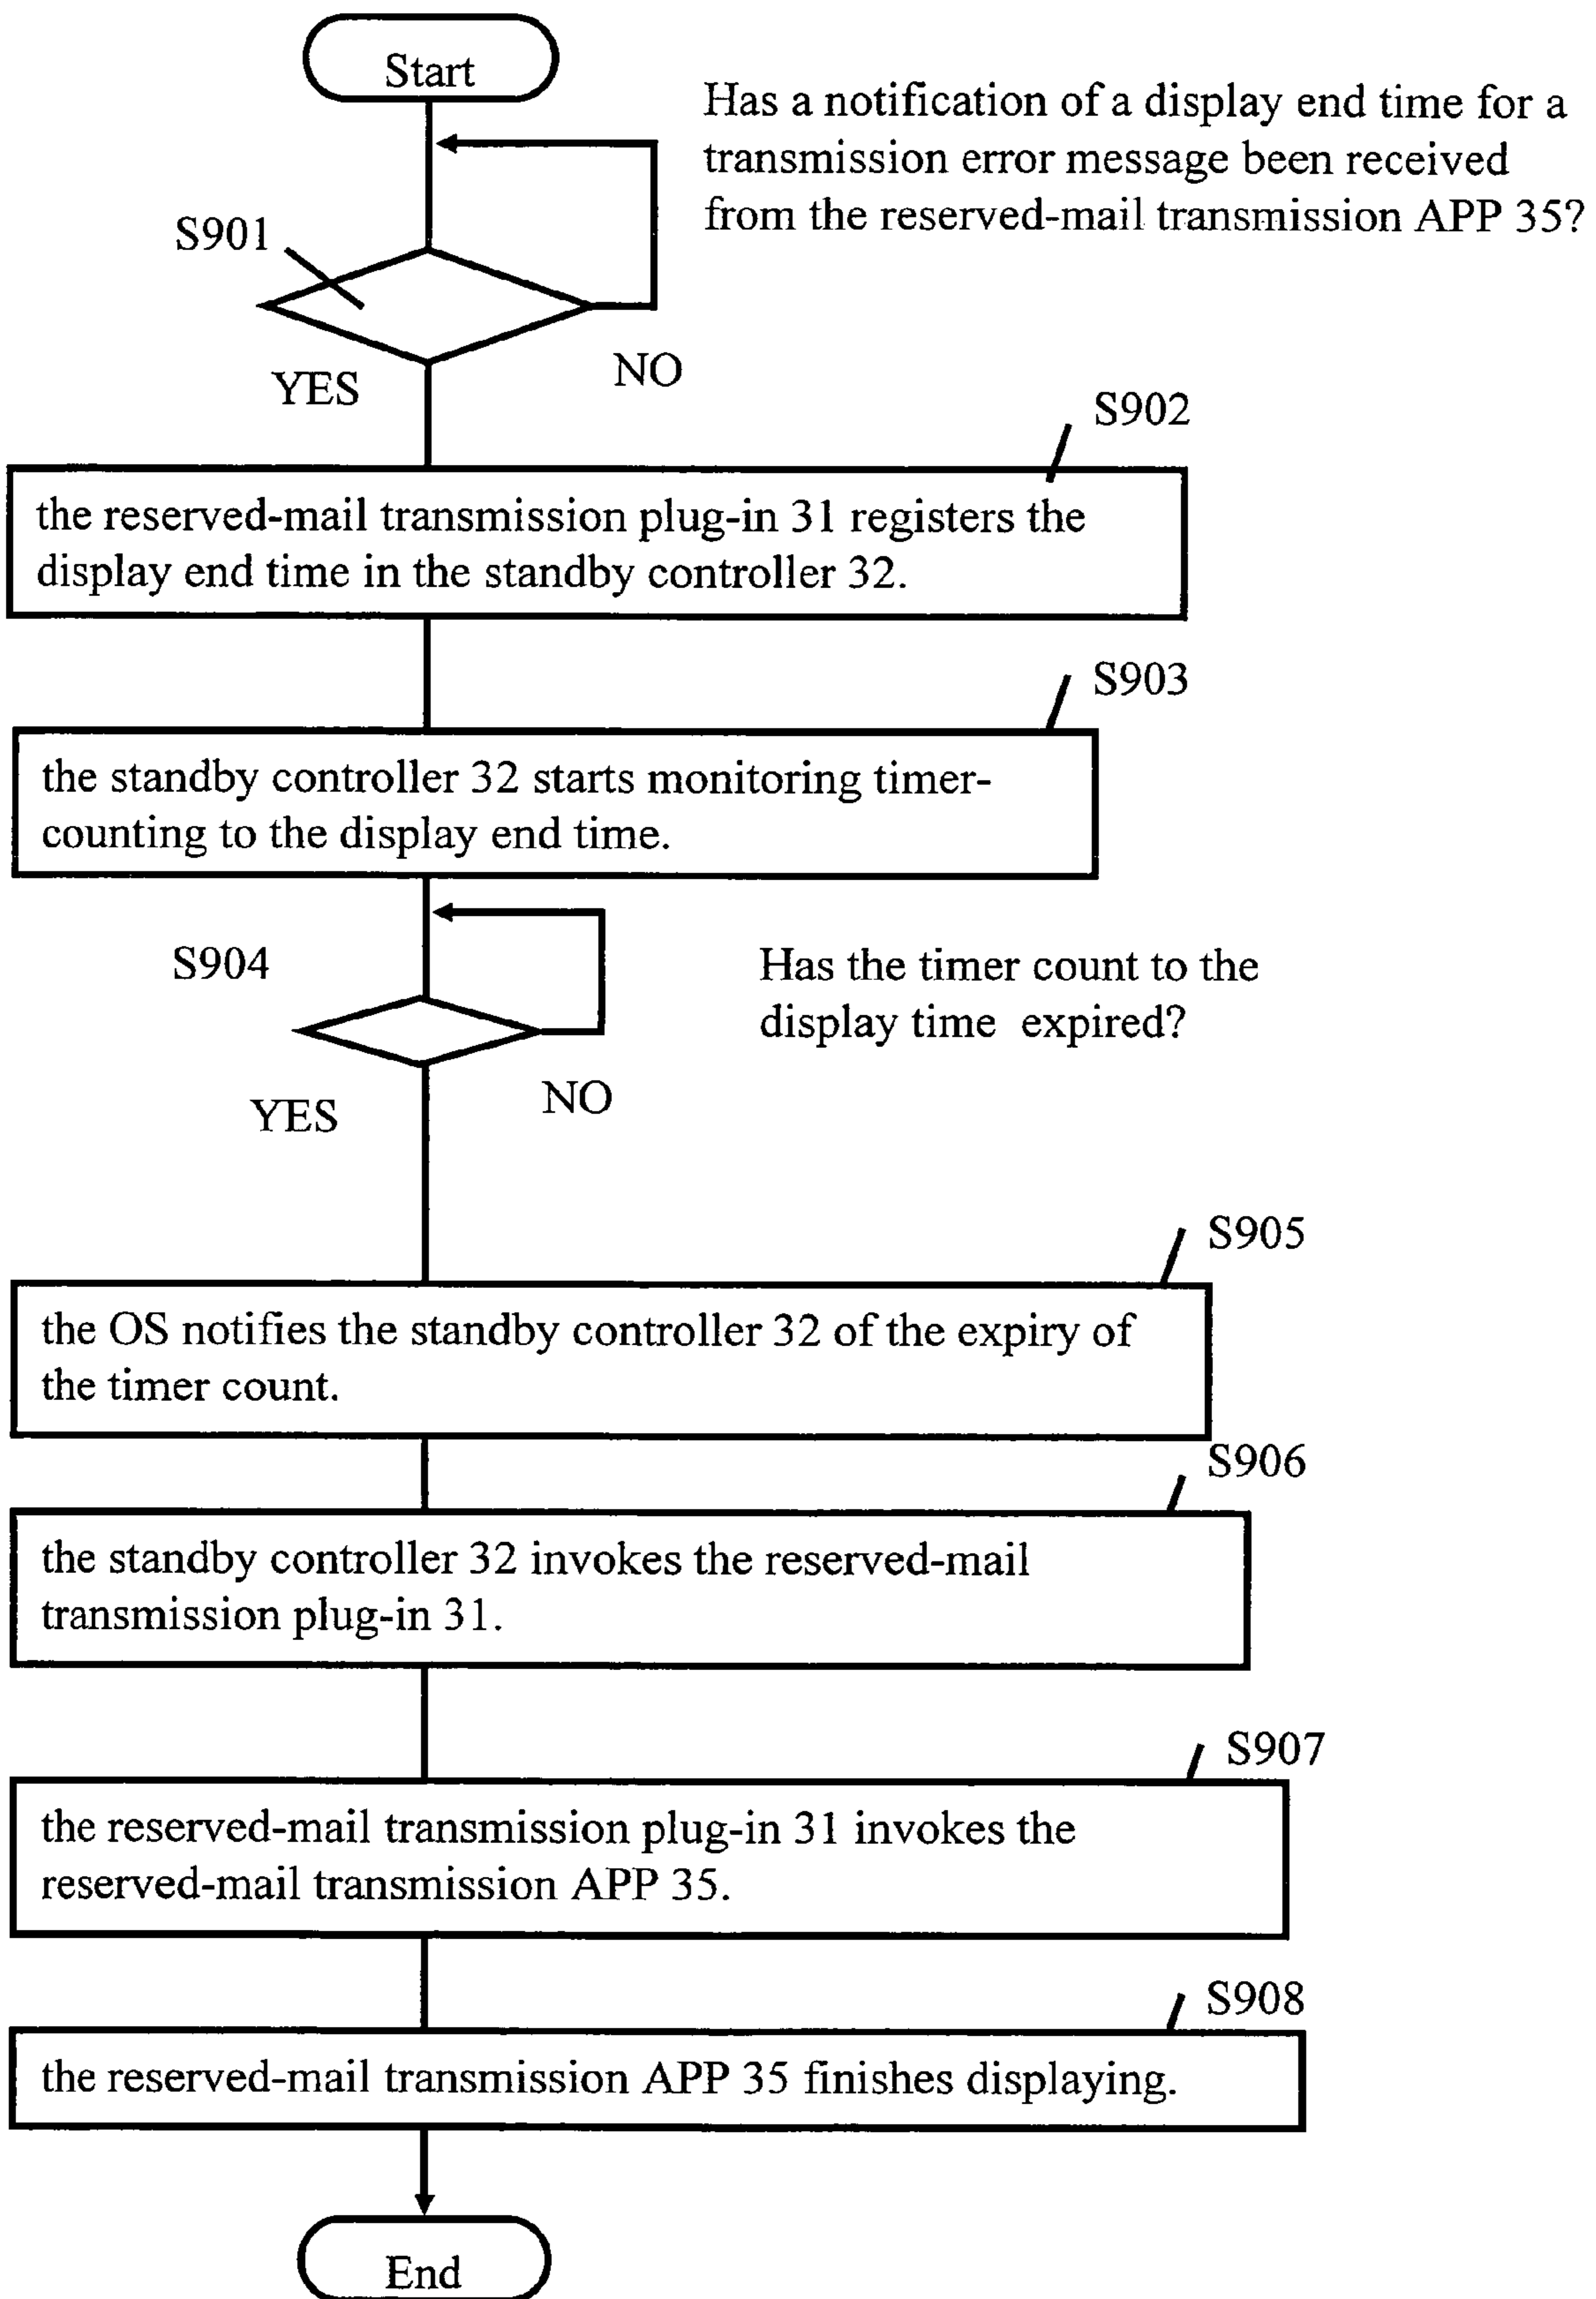 Start
Has a notification of a display end time for a
transmission error message been received
from the reserved-mail transmission APP 35?
S901
YES
NO
S902
the reserved-mail transmission plug-in 31 registers the
display end time in the standby controller 32.
S903
the standby controller 32 starts monitoring timer-
counting to the display end time.
S904
Has the timer count to the
display time expired?
YES
NO
S905
the OS notifies the standby controller 32 of the expiry of
the timer count.
S906
the standby controller 32 invokes the reserved-mail
transmission plug-in 31.
S907
the reserved-mail transmission plug-in 31 invokes the
reserved-mail transmission APP 35.
S908
the reserved-mail transmission APP 35 finishes displaying.
End